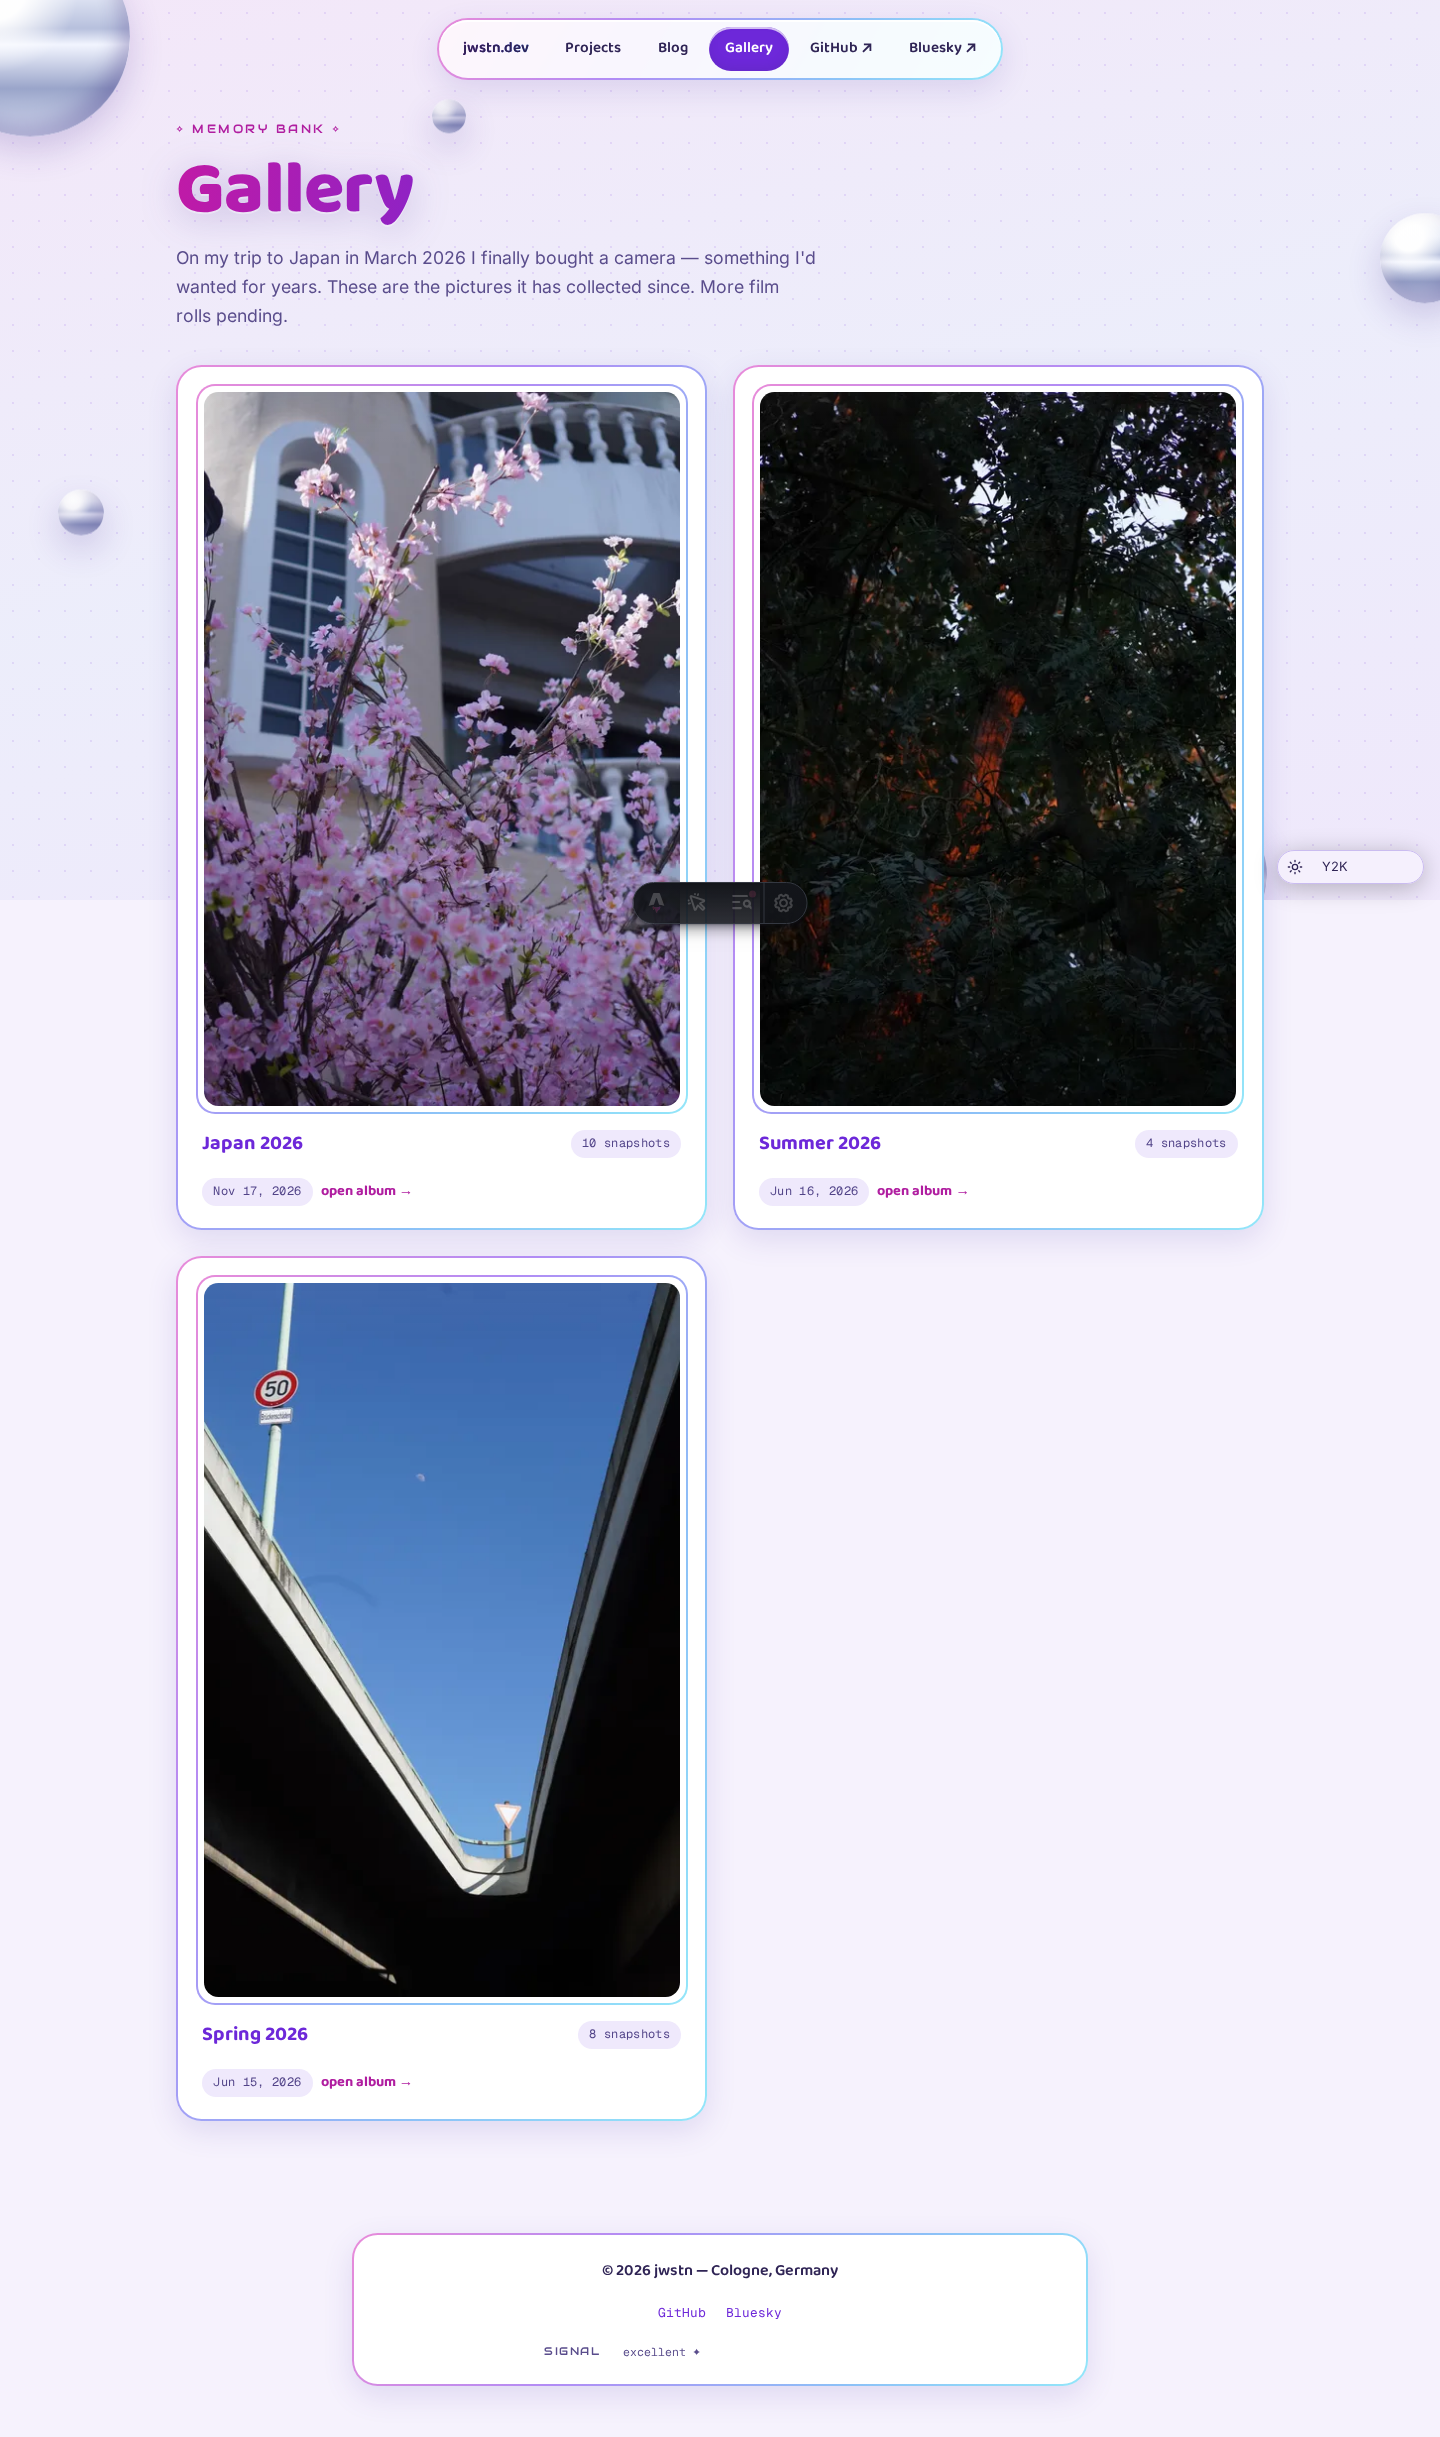 jwstn.dev Projects Blog Gallery GitHub ↗ Bluesky ↗
✧ MEMORY BANK ✧
Gallery
On my trip to Japan in March 2026 I finally bought a camera — something I'd
wanted for years. These are the pictures it has collected since. More film
rolls pending.
Y2K
Japan 2026 10 snapshots
Nov 17, 2026 open album →
Summer 2026 4 snapshots
Jun 16, 2026 open album →
50
Brückenschäden
Spring 2026 8 snapshots
Jun 15, 2026 open album →
© 2026 jwstn — Cologne, Germany
GitHub Bluesky
SIGNAL excellent ✦